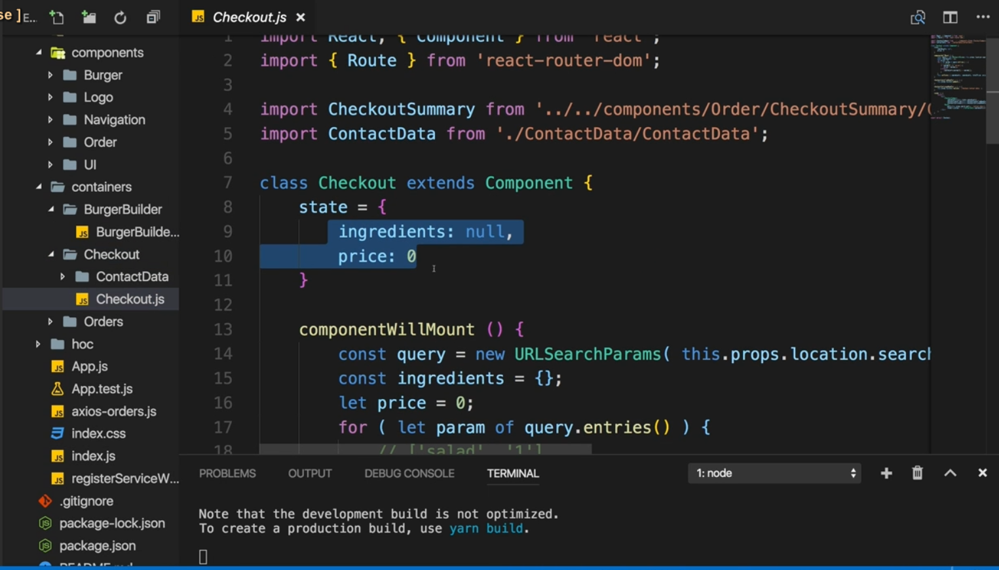 se ] E...
Checkout.js
components
Burger
Logo
Navigation
Order
UI
containers
BurgerBuilder
BurgerBuilde...
Checkout
ContactData
Checkout.js
Orders
hoc
App.js
App.test.js
axios-orders.js
index.css
index.js
registerServiceW...
.gitignore
package-lock.json
package.json
README.md
1 import React, { Component } from 'react';
2 import { Route } from 'react-router-dom';
3
4 import CheckoutSummary from '../../components/Order/CheckoutSummary/
5 import ContactData from './ContactData/ContactData';
6
7 class Checkout extends Component {
8 state = {
9 ingredients: null,
10 price: 0
11 }
12
13 componentWillMount () {
14 const query = new URLSearchParams( this.props.location.search
15 const ingredients = {};
16 let price = 0;
17 for ( let param of query.entries() ) {
18 // ['salad', '1']
PROBLEMS OUTPUT DEBUG CONSOLE TERMINAL 1: node
Note that the development build is not optimized.
To create a production build, use yarn build.